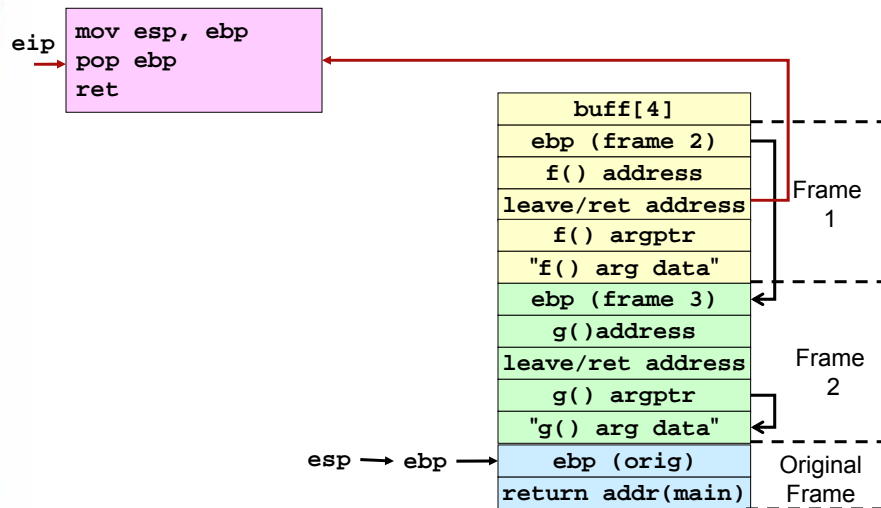 eip
mov esp, ebp
pop ebp
ret
buff[4]
ebp (frame 2)
f() address
leave/ret address
f() argptr
"f() arg data"
Frame
1
ebp (frame 3)
g()address
leave/ret address
g() argptr
"g() arg data"
Frame
2
esp
ebp
ebp (orig)
return addr(main)
Original
Frame